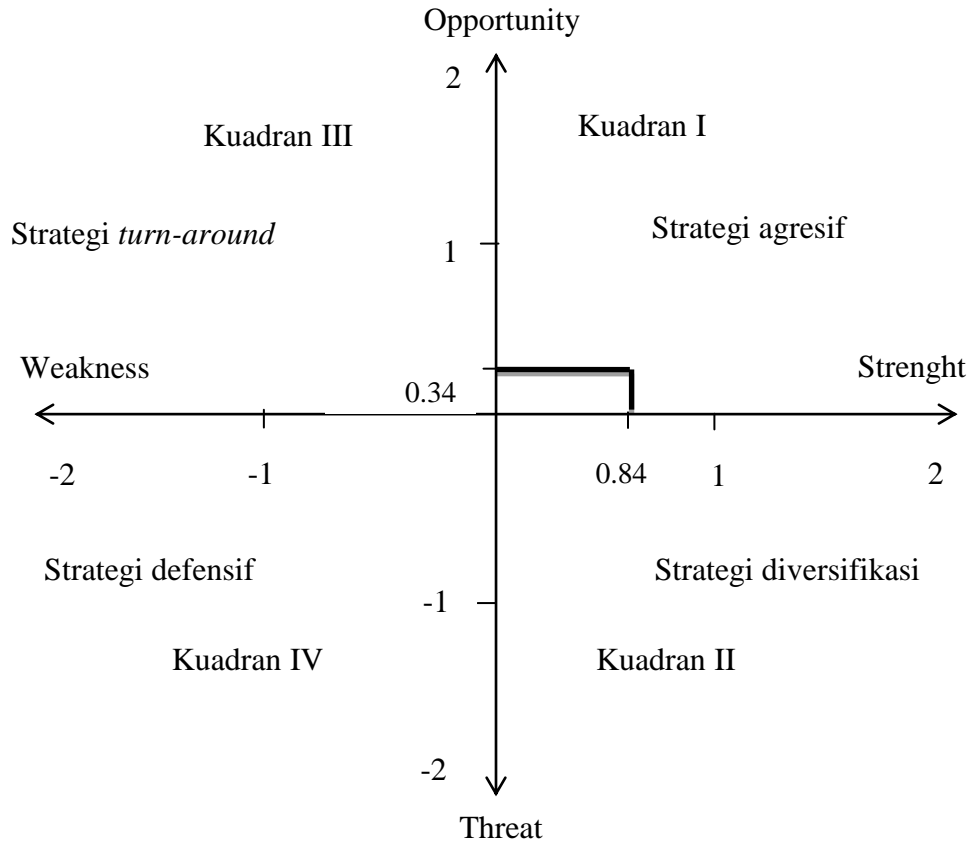 Opportunity
2
Kuadran III
Kuadran I
Strategi turn-around
1
Strategi agresif
Weakness
0.34
Strenght
-2
-1
0.84
1
2
Strategi defensif
-1
Strategi diversifikasi
Kuadran IV
Kuadran II
-2
Threat